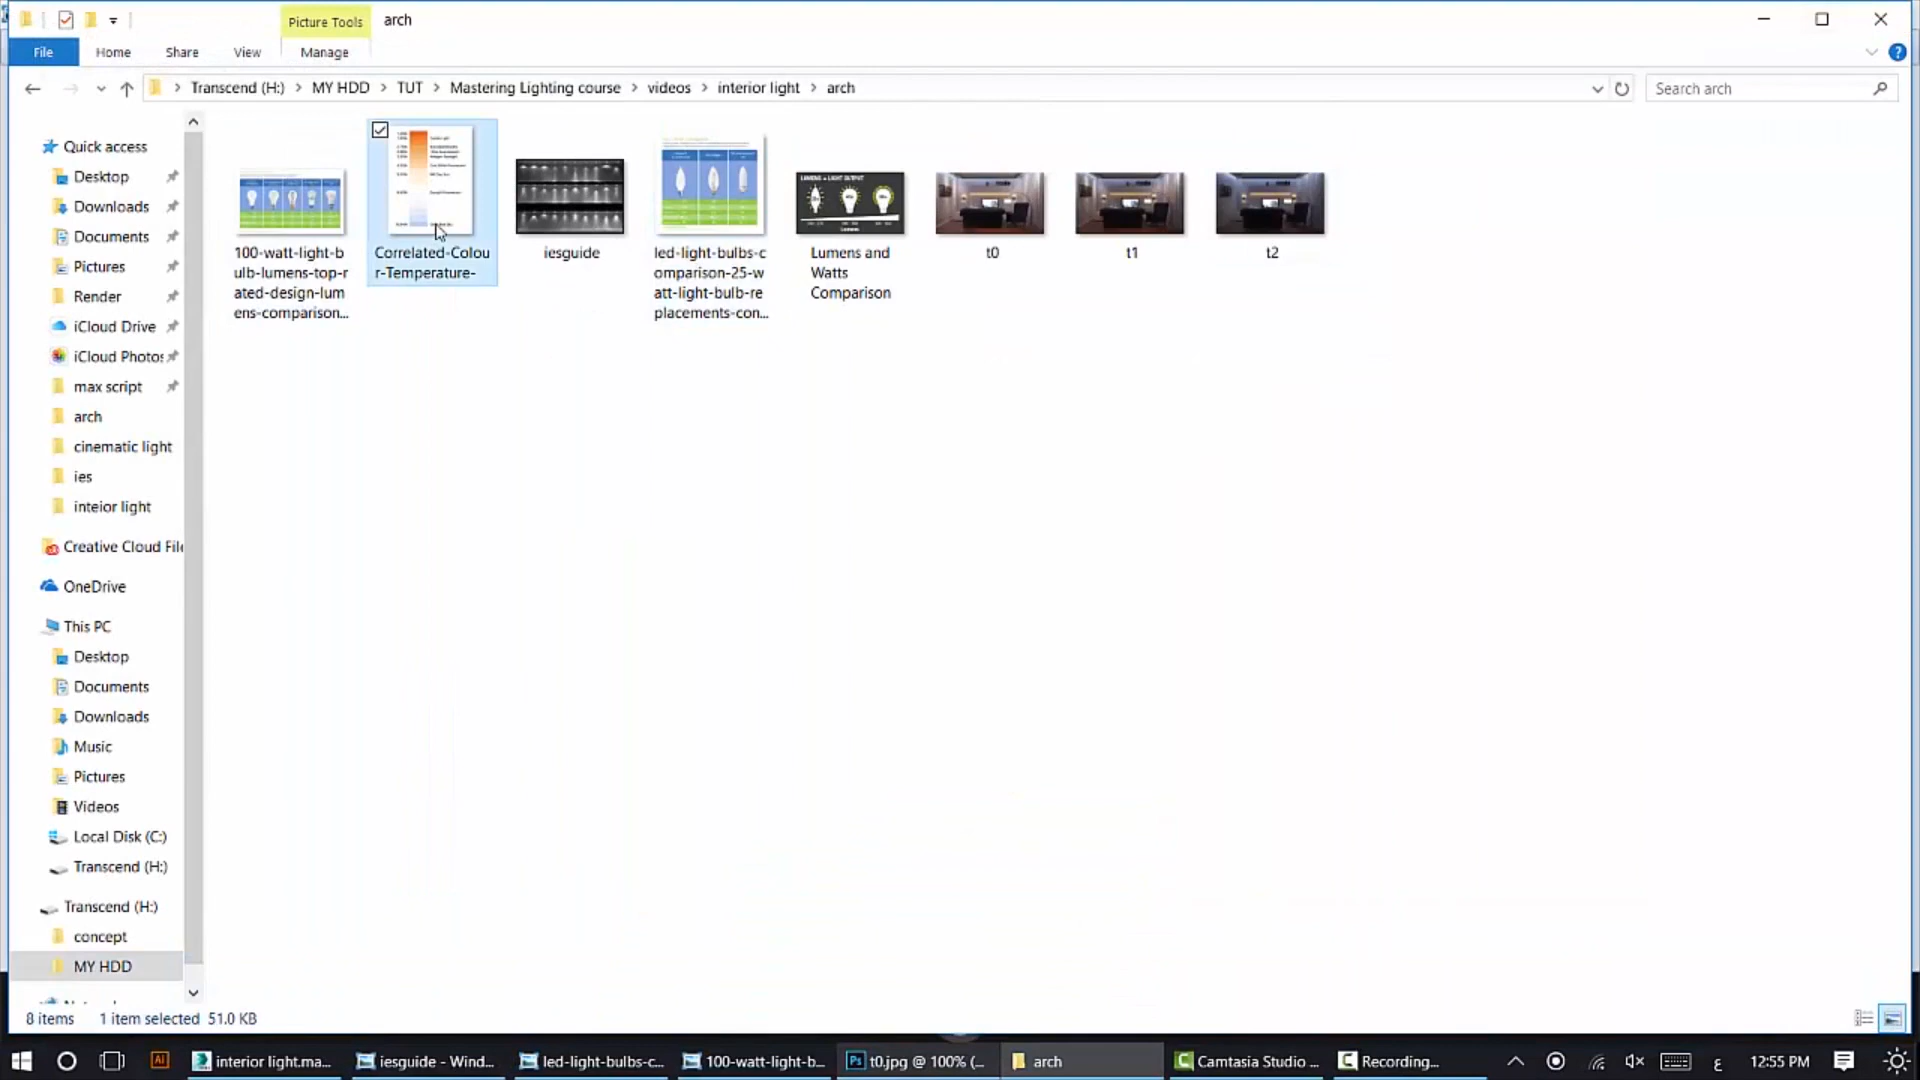 Picture Tools
arch
File
Home
Share
View
Manage
Transcend (H:)
MY HDD
TUT
Mastering Lighting course
videos
interior light
arch
Search arch
Quick access
Desktop
Downloads
Documents
Pictures
Render
iCloud Drive
iCloud Photos
max script
arch
cinematic light
ies
inteior light
Creative Cloud File
OneDrive
This PC
Desktop
Documents
Downloads
Music
Pictures
Videos
Local Disk (C:)
Transcend (H:)
Transcend (H:)
concept
MY HDD
100-watt-light-b
ulb-lumens-top-r
ated-design-lum
ens-comparison...
Correlated-Colou
r-Temperature-
iesguide
led-light-bulbs-c
omparison-25-w
att-light-bulb-re
placements-con...
LUMENS = LIGHT OUTPUT
Lumens and
Watts
Comparison
t0
t1
t2
8 items
1 item selected 51.0 KB
interior light.ma...
iesguide - Wind...
led-light-bulbs-c...
100-watt-light-b...
t0.jpg @ 100% (...
arch
Camtasia Studio ...
Recording...
ع
12:55 PM